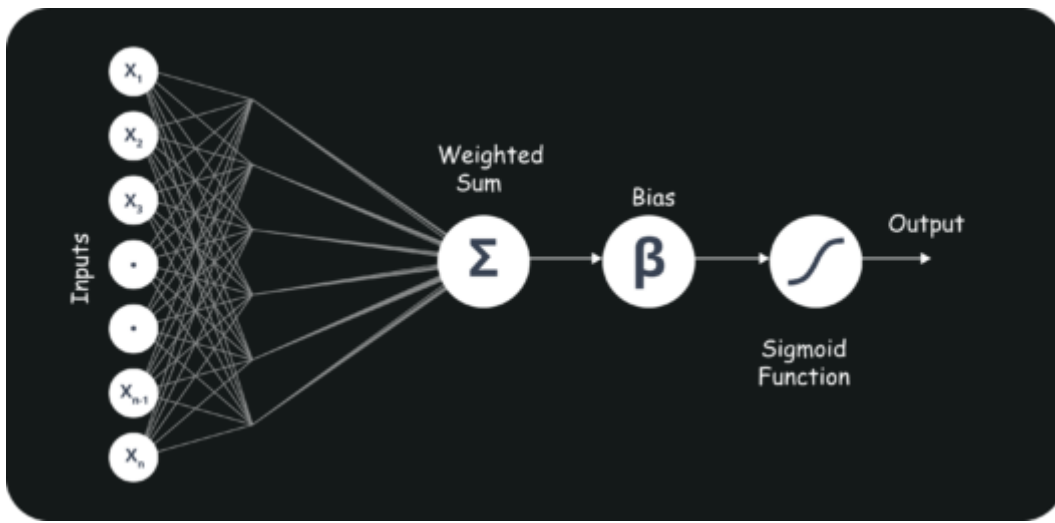 X₁
X₂
X₃
Inputs
·
·
Xₙ₋₁
Xₙ
Weighted
Sum
Σ
Bias
β
Sigmoid
Function
Output